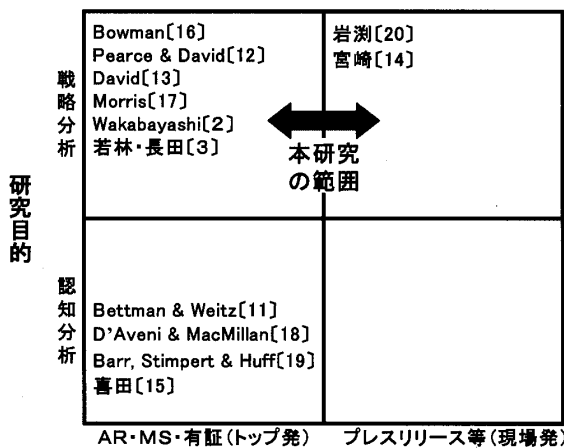 Bowman〔16〕
Pearce & David〔12〕
David〔13〕
Morris〔17〕
Wakabayashi〔2〕
若林・長田〔3〕
岩渕〔20〕
宮崎〔14〕
本研究
の範囲
戦略分析
研究目的
認知分析
Bettman & Weitz〔11〕
D'Aveni & MacMillan〔18〕
Barr, Stimpert & Huff〔19〕
喜田〔15〕
AR・MS・有証(トップ発)
プレスリリース等(現場発)